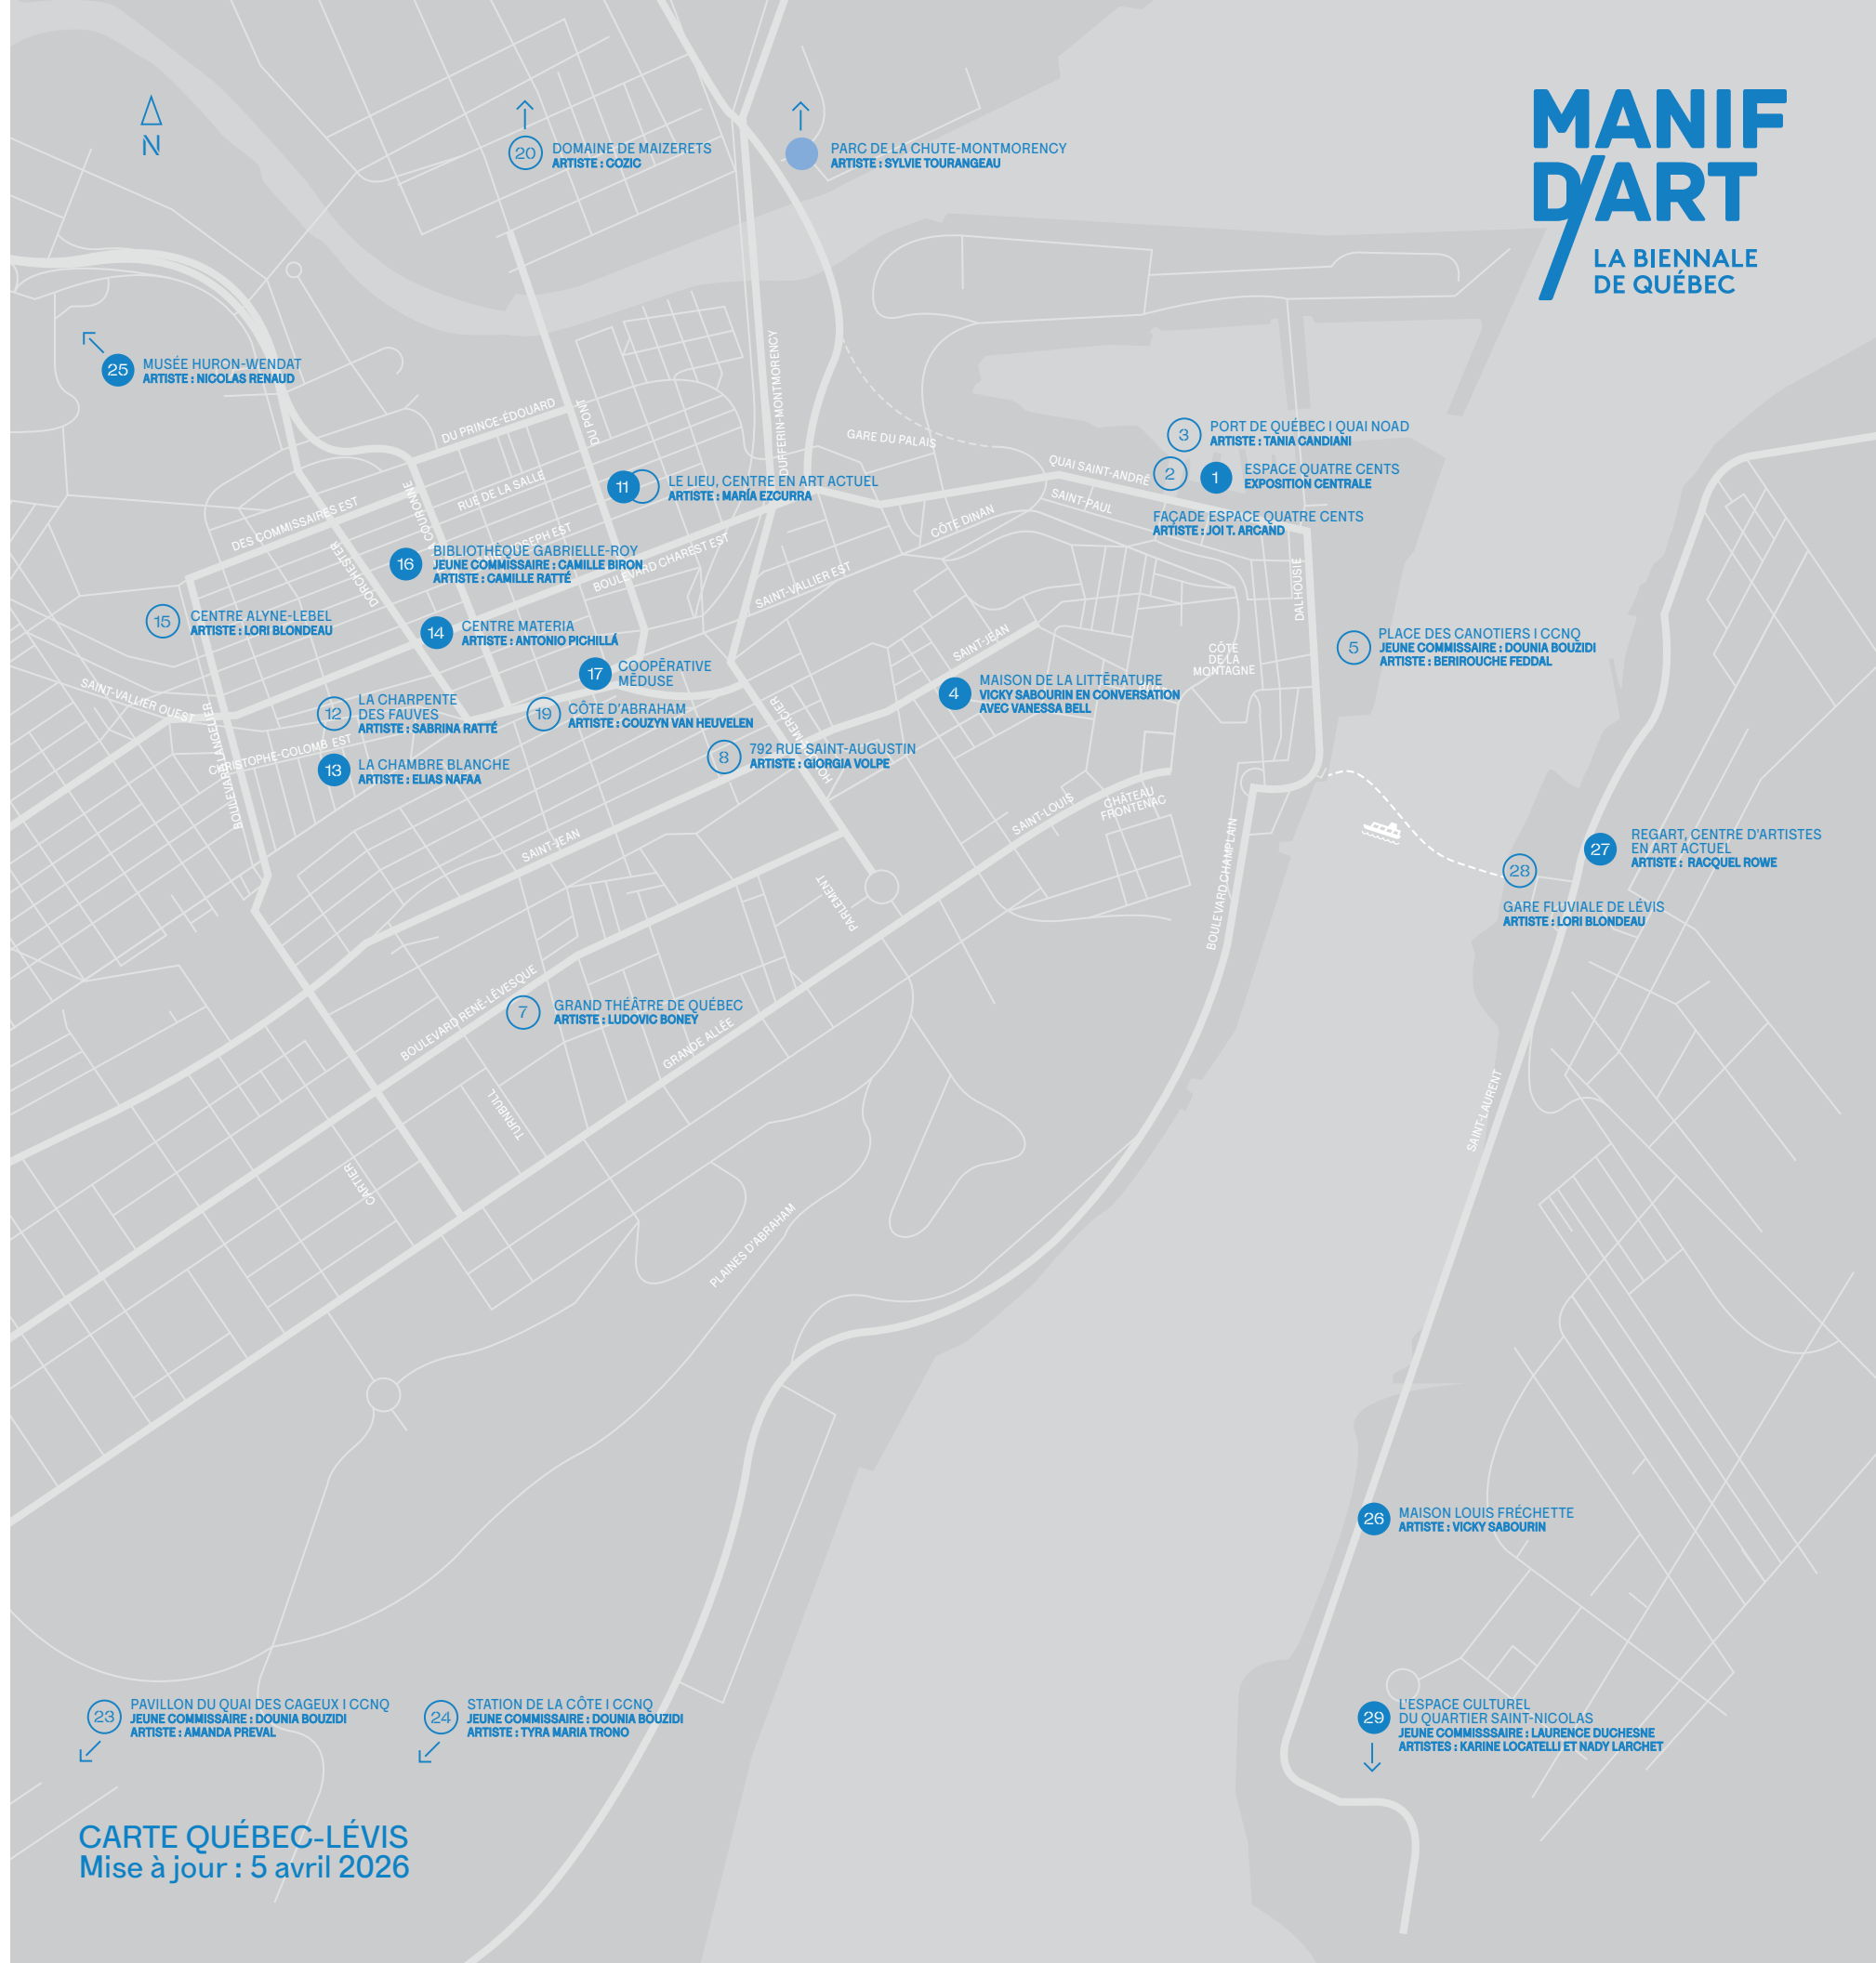 MANIF
D'ART
LA BIENNALE
DE QUÉBEC
N
20
DOMAINE DE MAIZERETS
ARTISTE : COZIC
PARC DE LA CHUTE-MONTMORENCY
ARTISTE : SYLVIE TOURANGEAU
25
MUSÉE HURON-WENDAT
ARTISTE : NICOLAS RENAUD
DU PRINCE-ÉDOUARD
DU PONT
DUFFERIN-MONTMORENCY
GARE DU PALAIS
3
PORT DE QUÉBEC I QUAI NOAD
ARTISTE : TANIA CANDIANI
QUAI SAINT-ANDRÉ
2
1
ESPACE QUATRE CENTS
EXPOSITION CENTRALE
SAINT-PAUL
FAÇADE ESPACE QUATRE CENTS
ARTISTE : JOI T. ARCAND
RUE DE LA SALLE
11
LE LIEU, CENTRE EN ART ACTUEL
ARTISTE : MARÍA EZCURRA
CÔTE DINAN
DES COMMISSAIRES EST
DORCHESTER
COURONNE
JOSEPH EST
16
BIBLIOTHÈQUE GABRIELLE-ROY
JEUNE COMMISSAIRE : CAMILLE BIRON
ARTISTE : CAMILLE RATTÉ
BOULEVARD CHAREST EST
SAINT-VALLIER EST
DALHOUSIE
15
CENTRE ALYNE-LEBEL
ARTISTE : LORI BLONDEAU
14
CENTRE MATERIA
ARTISTE : ANTONIO PICHILLÁ
SAINT-JEAN
CÔTE
DE LA
MONTAGNE
5
PLACE DES CANOTIERS I CCNQ
JEUNE COMMISSAIRE : DOUNIA BOUZIDI
ARTISTE : BERIROUCHE FEDDAL
17
COOPÉRATIVE
MÉDUSE
4
MAISON DE LA LITTÉRATURE
VICKY SABOURIN EN CONVERSATION
AVEC VANESSA BELL
SAINT-VALLIER OUEST
BOULEVARD LANGELIER
12
LA CHARPENTE
DES FAUVES
ARTISTE : SABRINA RATTÉ
19
CÔTE D'ABRAHAM
ARTISTE : COUZYN VAN HEUVELEN
CHRISTOPHE-COLOMB EST
8
792 RUE SAINT-AUGUSTIN
ARTISTE : GIORGIA VOLPE
13
LA CHAMBRE BLANCHE
ARTISTE : ELIAS NAFAA
SAINT-LOUIS
CHÂTEAU
FRONTENAC
SAINT-JEAN
PARLEMENT
BOULEVARD CHAMPLAIN
27
REGART, CENTRE D'ARTISTES
EN ART ACTUEL
ARTISTE : RACQUEL ROWE
28
GARE FLUVIALE DE LÉVIS
ARTISTE : LORI BLONDEAU
BOULEVARD RENÉ-LÉVESQUE
7
GRAND THÉÂTRE DE QUÉBEC
ARTISTE : LUDOVIC BONEY
GRANDE ALLÉE
TURNBULL
CARTIER
SAINT-LAURENT
PLAINES D'ABRAHAM
26
MAISON LOUIS FRÉCHETTE
ARTISTE : VICKY SABOURIN
23
PAVILLON DU QUAI DES CAGEUX I CCNQ
JEUNE COMMISSAIRE : DOUNIA BOUZIDI
ARTISTE : AMANDA PREVAL
24
STATION DE LA CÔTE I CCNQ
JEUNE COMMISSAIRE : DOUNIA BOUZIDI
ARTISTE : TYRA MARIA TRONO
29
L'ESPACE CULTUREL
DU QUARTIER SAINT-NICOLAS
JEUNE COMMISSSAIRE : LAURENCE DUCHESNE
ARTISTES : KARINE LOCATELLI ET NADY LARCHET
CARTE QUÉBEC-LÉVIS
Mise à jour : 5 avril 2026